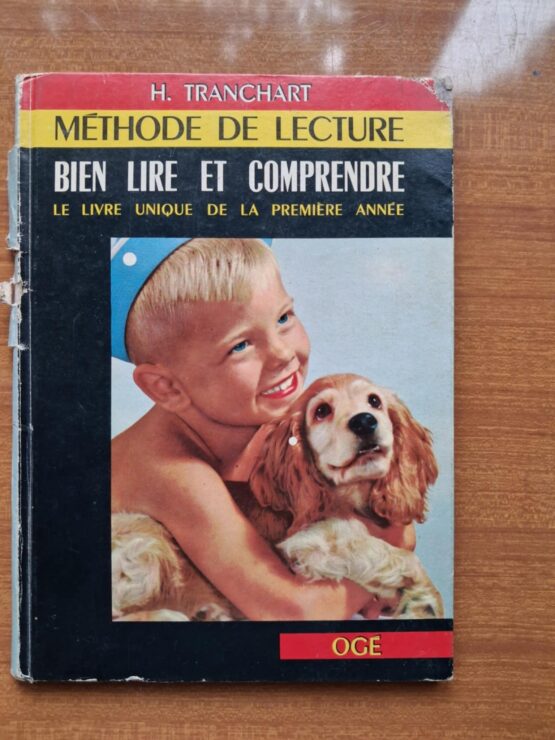 H. TRANCHART
MÉTHODE DE LECTURE
BIEN LIRE ET COMPRENDRE
LE LIVRE UNIQUE DE LA PREMIÈRE ANNÉE
OGÉ